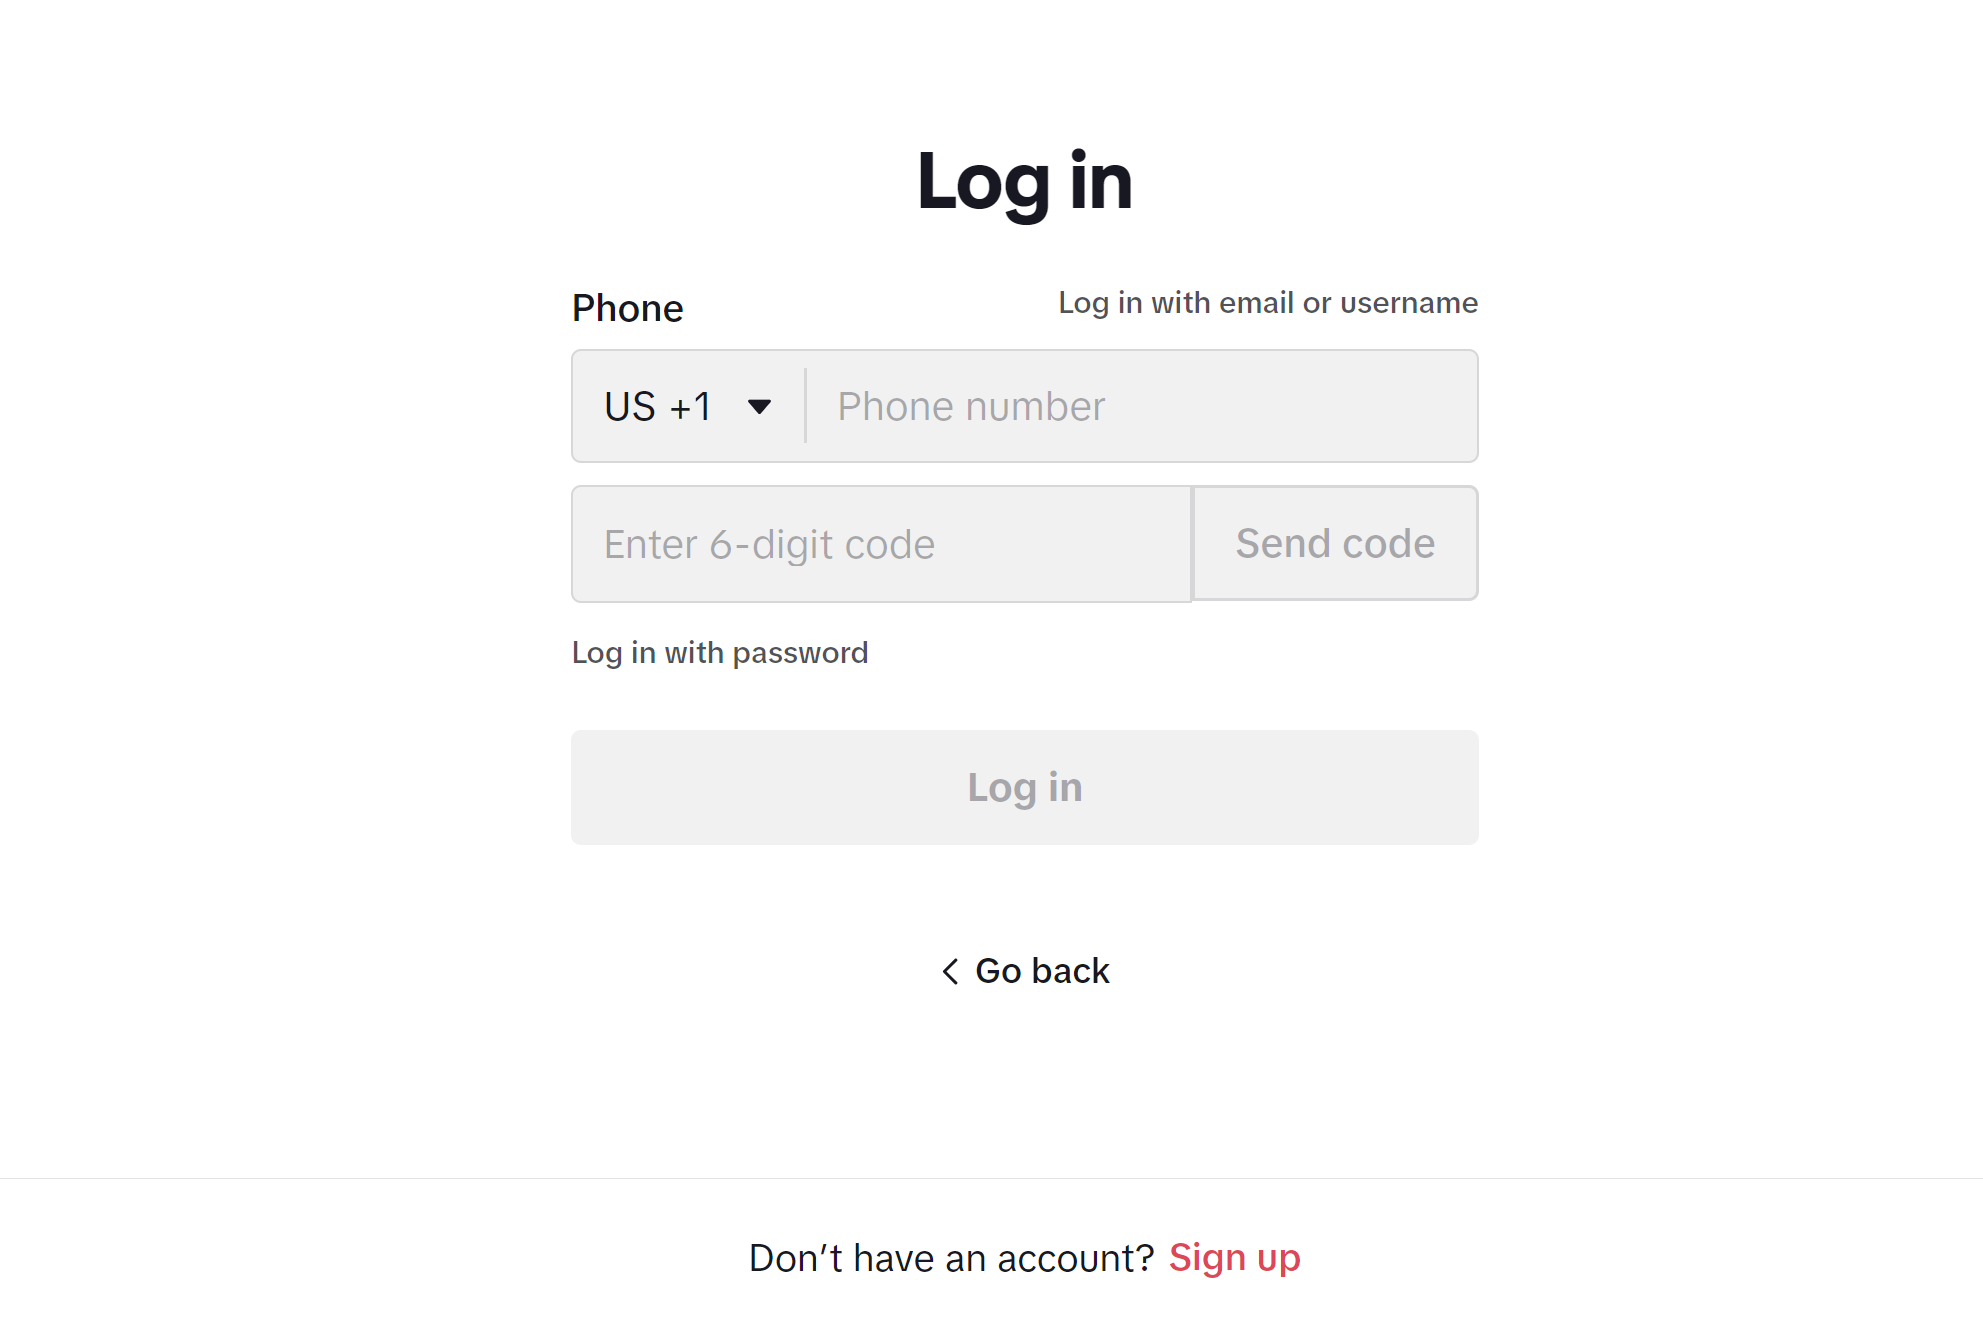 Log in
Phone
Log in with email or username
US +1
Phone number
Enter 6-digit code
Send code
Log in with password
Log in
Go back
Don’t have an account? Sign up